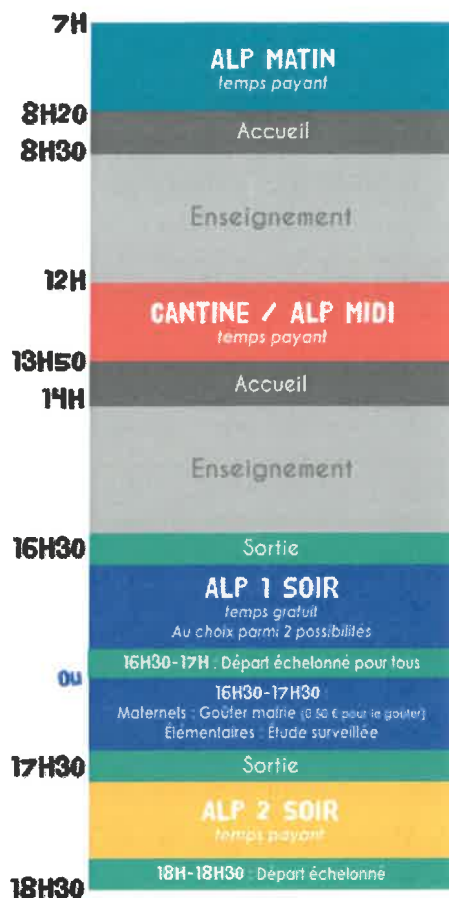 7H
ALP MATIN
temps payant
8H20
Accueil
8H30
Enseignement
12H
CANTINE / ALP MIDI
temps payant
13H50
Accueil
14H
Enseignement
16H30
Sortie
ALP 1 SOIR
temps gratuit
Au choix parmi 2 possibilités
16H30-17H : Départ échelonné pour tous
Ou
16H30-17H30
Maternels : Goûter mairie (0.50 € pour le goûter)
Élémentaires : Étude surveillée
17H30
Sortie
ALP 2 SOIR
temps payant
18H-18H30 : Départ échelonné
18H30